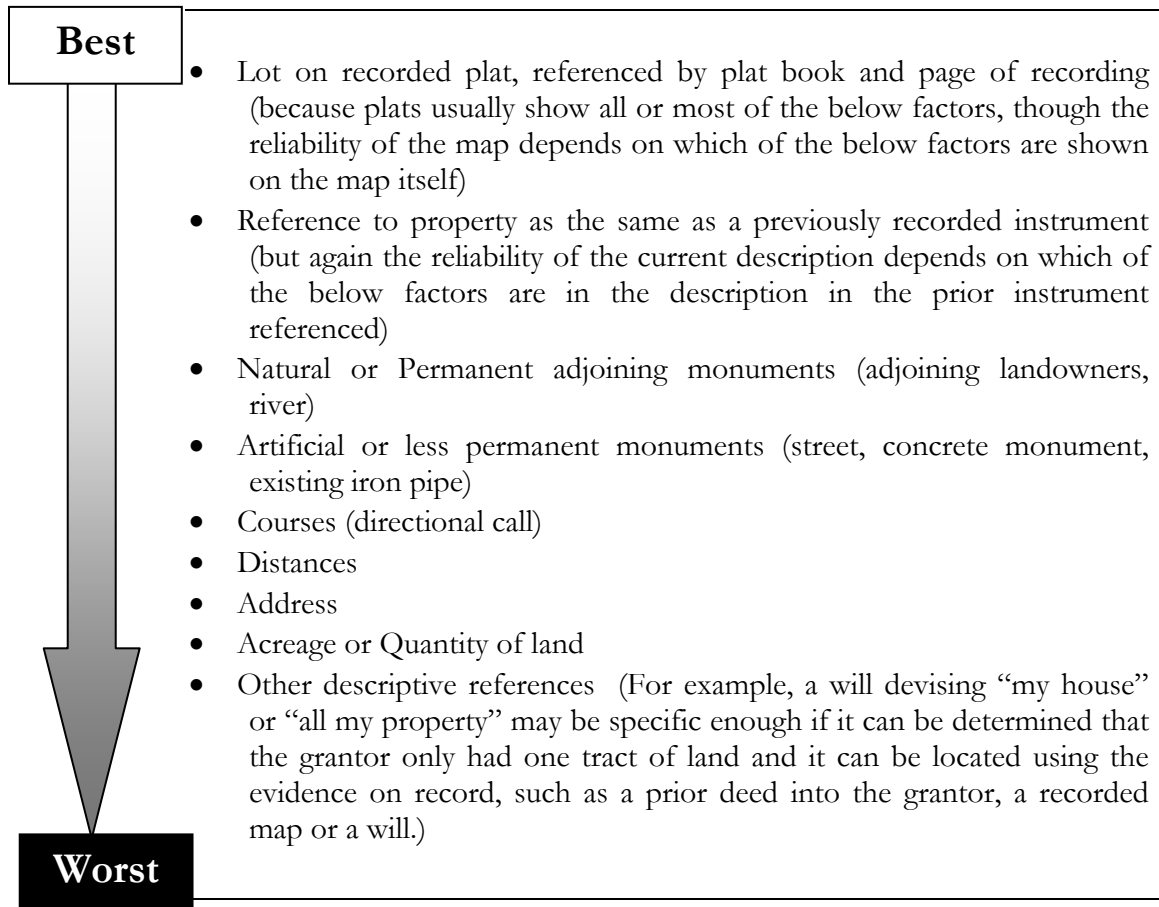 Best
• Lot on recorded plat, referenced by plat book and page of recording
(because plats usually show all or most of the below factors, though the
reliability of the map depends on which of the below factors are shown
on the map itself)
• Reference to property as the same as a previously recorded instrument
(but again the reliability of the current description depends on which of
the below factors are in the description in the prior instrument
referenced)
• Natural or Permanent adjoining monuments (adjoining landowners,
river)
• Artificial or less permanent monuments (street, concrete monument,
existing iron pipe)
• Courses (directional call)
• Distances
• Address
• Acreage or Quantity of land
• Other descriptive references (For example, a will devising “my house”
or “all my property” may be specific enough if it can be determined that
the grantor only had one tract of land and it can be located using the
evidence on record, such as a prior deed into the grantor, a recorded
map or a will.)
Worst